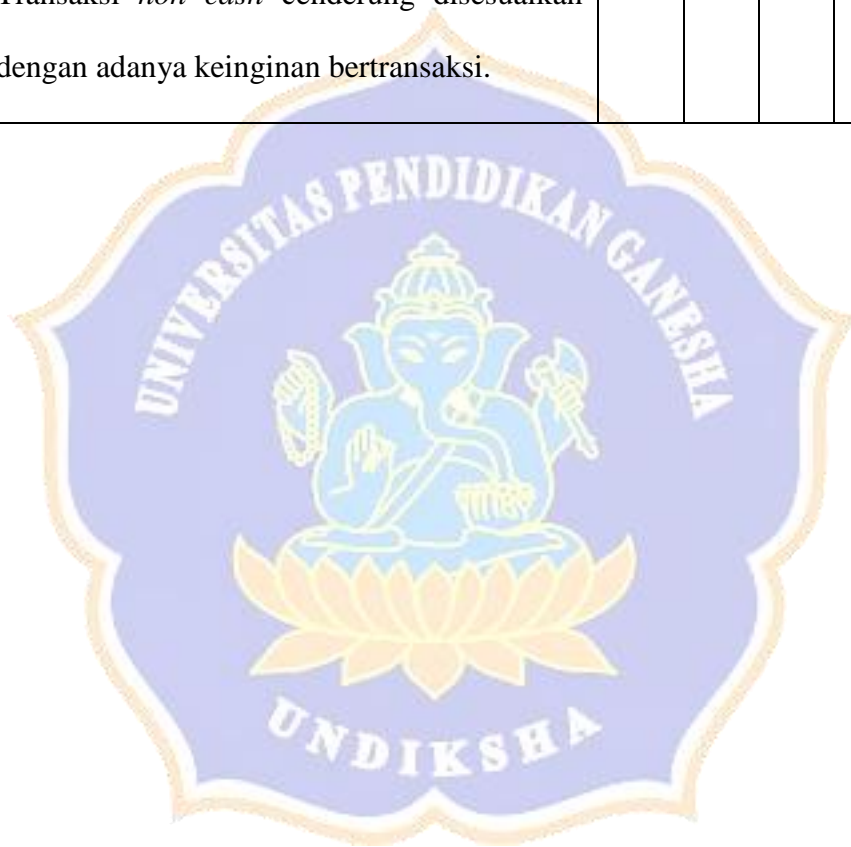 Transaksi non cash cenderung disesuaikan
dengan adanya keinginan bertransaksi.
UNIVERSITAS PENDIDIKAN GANESHA
UNDIKSHA